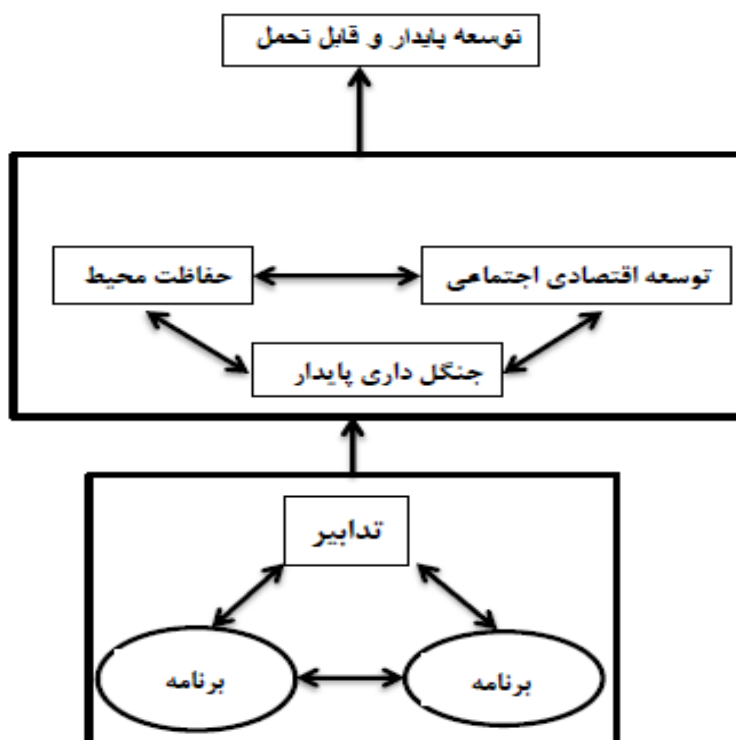 توسعه پایدار و قابل تحمل
توسعه اقتصادی اجتماعی
حفاظت محیط
جنگل داری پایدار
تدابیر
برنامه
برنامه